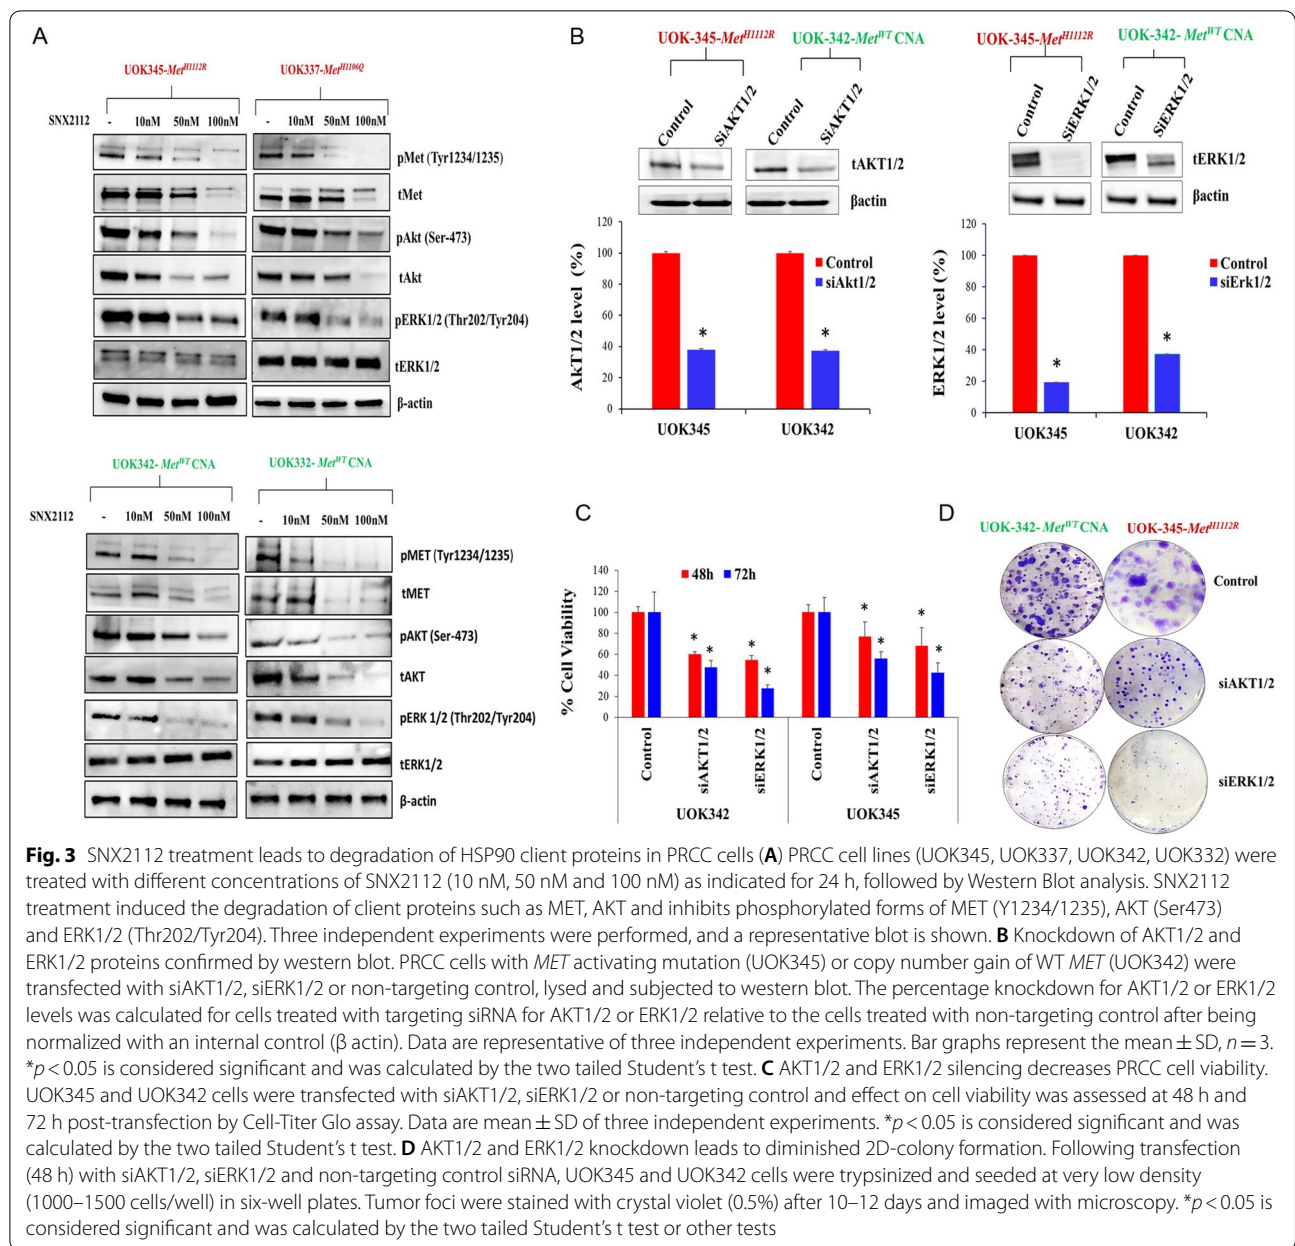 A
UOK345-Met^H1112R
UOK337-Met^H1106Q
SNX2112
- 10nM 50nM 100nM
- 10nM 50nM 100nM
pMet (Tyr1234/1235)
tMet
pAkt (Ser-473)
tAkt
pERK1/2 (Thr202/Tyr204)
tERK1/2
β-actin
UOK342- Met^WT CNA
UOK332- Met^WT CNA
SNX2112
- 10nM 50nM 100nM
- 10nM 50nM 100nM
pMET (Tyr1234/1235)
tMET
pAKT (Ser-473)
tAKT
pERK 1/2 (Thr202/Tyr204)
tERK1/2
β-actin
B
UOK-345-Met^H1112R
UOK-342-Met^WT CNA
Control
SiAKT1/2
Control
SiAKT1/2
tAKT1/2
βactin
AkT1/2 level (%)
120
100
80
60
40
20
0
*
*
Control
siAkt1/2
UOK345
UOK342
UOK-345-Met^H1112R
UOK-342- Met^WT CNA
Control
SiERK1/2
Control
SiERK1/2
tERK1/2
βactin
ERK1/2 level (%)
120
100
80
60
40
20
0
*
*
Control
siErk1/2
UOK345
UOK342
C
48h
72h
% Cell Viability
140
120
100
80
60
40
20
0
* * * *
* * * *
Control
siAKT1/2
siERK1/2
Control
siAKT1/2
siERK1/2
UOK342
UOK345
D
UOK-342-Met^WT CNA
UOK-345-Met^H1112R
Control
siAKT1/2
siERK1/2
Fig. 3 SNX2112 treatment leads to degradation of HSP90 client proteins in PRCC cells (A) PRCC cell lines (UOK345, UOK337, UOK342, UOK332) were
treated with different concentrations of SNX2112 (10 nM, 50 nM and 100 nM) as indicated for 24 h, followed by Western Blot analysis. SNX2112
treatment induced the degradation of client proteins such as MET, AKT and inhibits phosphorylated forms of MET (Y1234/1235), AKT (Ser473)
and ERK1/2 (Thr202/Tyr204). Three independent experiments were performed, and a representative blot is shown. B Knockdown of AKT1/2 and
ERK1/2 proteins confirmed by western blot. PRCC cells with MET activating mutation (UOK345) or copy number gain of WT MET (UOK342) were
transfected with siAKT1/2, siERK1/2 or non-targeting control, lysed and subjected to western blot. The percentage knockdown for AKT1/2 or ERK1/2
levels was calculated for cells treated with targeting siRNA for AKT1/2 or ERK1/2 relative to the cells treated with non-targeting control after being
normalized with an internal control (β actin). Data are representative of three independent experiments. Bar graphs represent the mean ± SD, n = 3.
*p < 0.05 is considered significant and was calculated by the two tailed Student's t test. C AKT1/2 and ERK1/2 silencing decreases PRCC cell viability.
UOK345 and UOK342 cells were transfected with siAKT1/2, siERK1/2 or non-targeting control and effect on cell viability was assessed at 48 h and
72 h post-transfection by Cell-Titer Glo assay. Data are mean ± SD of three independent experiments. *p < 0.05 is considered significant and was
calculated by the two tailed Student's t test. D AKT1/2 and ERK1/2 knockdown leads to diminished 2D-colony formation. Following transfection
(48 h) with siAKT1/2, siERK1/2 and non-targeting control siRNA, UOK345 and UOK342 cells were trypsinized and seeded at very low density
(1000–1500 cells/well) in six-well plates. Tumor foci were stained with crystal violet (0.5%) after 10–12 days and imaged with microscopy. *p < 0.05 is
considered significant and was calculated by the two tailed Student's t test or other tests